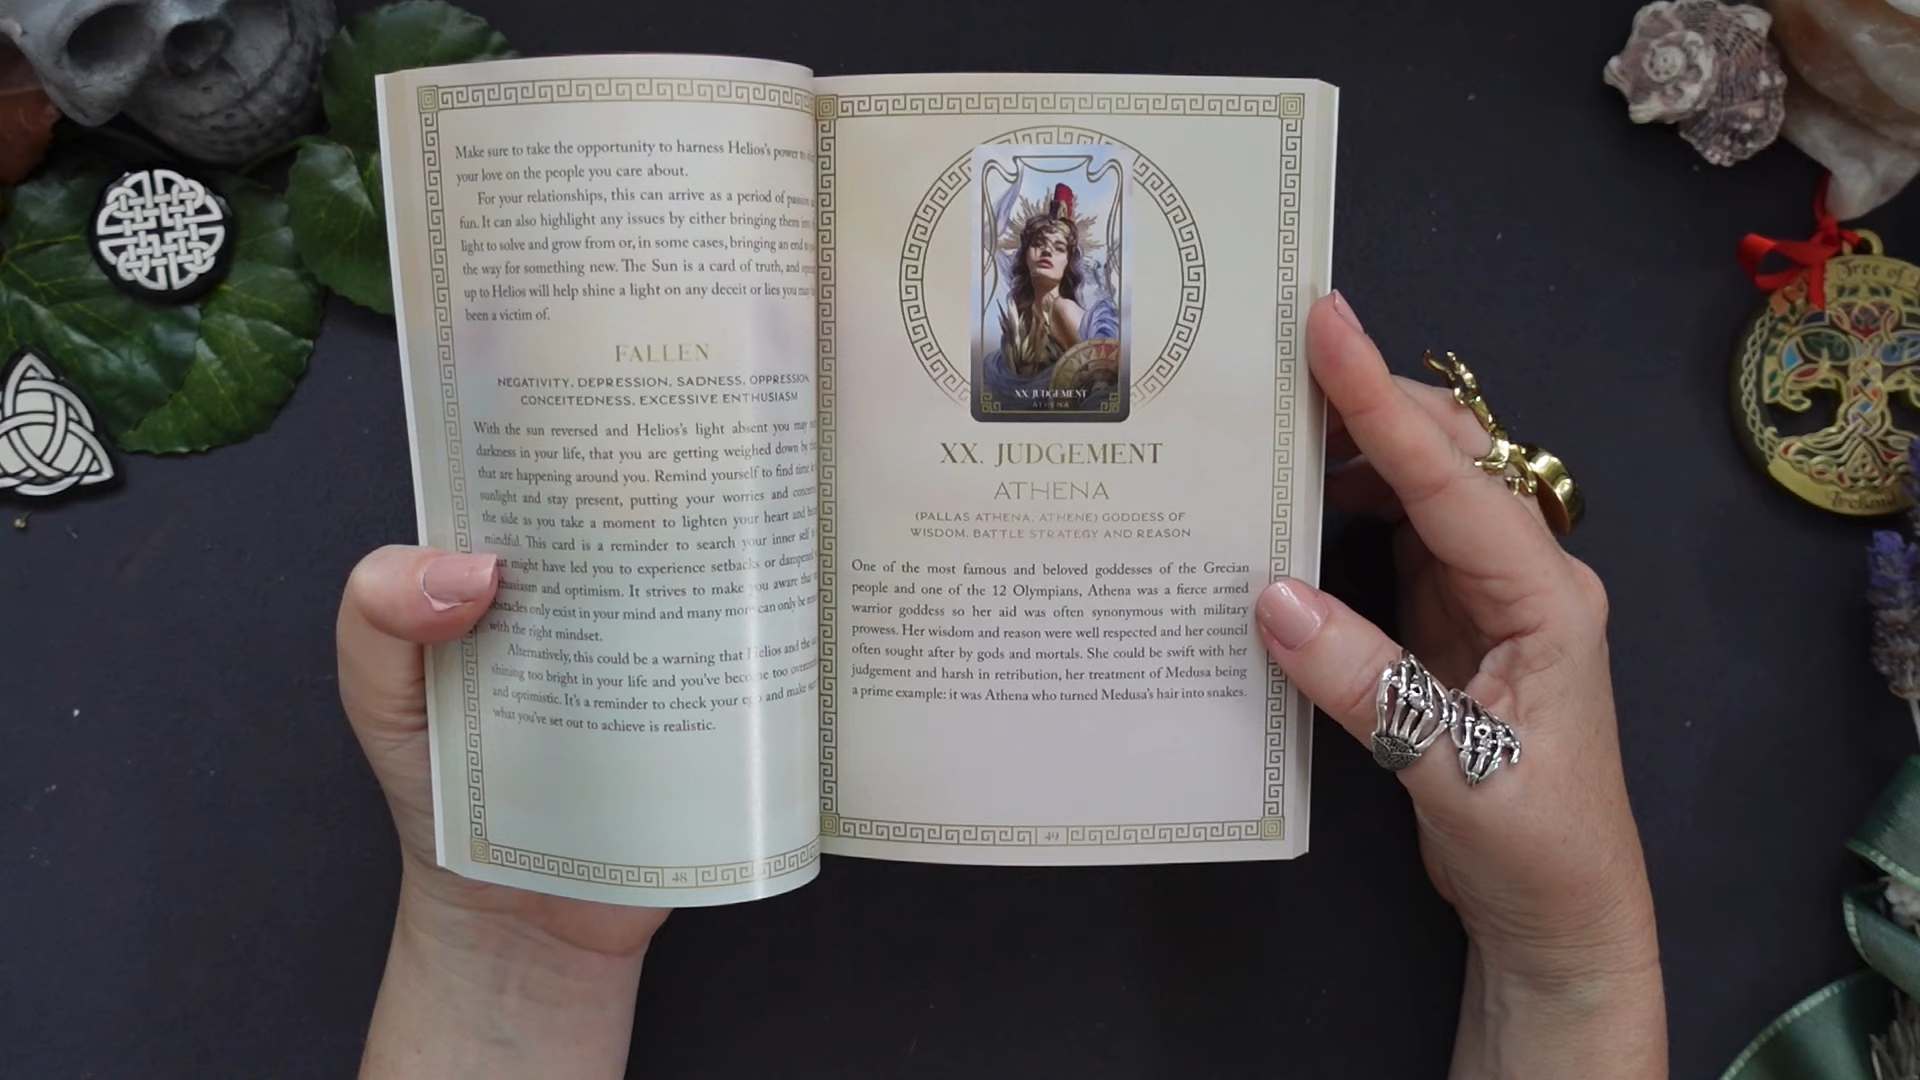 Make sure to take the opportunity to harness Helios's power
your love on the people you care about.
For your relationships, this can arrive as a period of
fun. It can also highlight any issues by either bringing them
light to solve and grow from or, in some cases, bringing an end
the way for something new. The Sun is a card of truth, and
up to Helios will help shine a light on any deceit or lies you
been a victim of.
FALLEN
NEGATIVITY, DEPRESSION, SADNESS, OPPRESSION,
CONCEITEDNESS, EXCESSIVE ENTHUSIASM
With the sun reversed and Helios's light absent you may
darkness in your life, that you are getting weighed down by
that are happening around you. Remind yourself to find time
sunlight and stay present, putting your worries and
the side as you take a moment to lighten your heart and
mindful. This card is a reminder to search your inner self
might have led you to experience setbacks or dampened
and optimism. It strives to make you aware that
obstacles only exist in your mind and many more can only be
with the right mindset.
Alternatively, this could be a warning that Helios and the
shining too bright in your life and you've become too
and optimistic. It's a reminder to check your ego and make
what you've set out to achieve is realistic.
48
XX. JUDGEMENT
ATHENA
XX. JUDGEMENT
ATHENA
(PALLAS ATHENA, ATHENE) GODDESS OF
WISDOM, BATTLE STRATEGY AND REASON
One of the most famous and beloved goddesses of the Grecian
people and one of the 12 Olympians, Athena was a fierce armed
warrior goddess so her aid was often synonymous with military
prowess. Her wisdom and reason were well respected and her council
often sought after by gods and mortals. She could be swift with her
judgement and harsh in retribution, her treatment of Medusa being
a prime example: it was Athena who turned Medusa's hair into snakes.
49
Tree of
Ireland